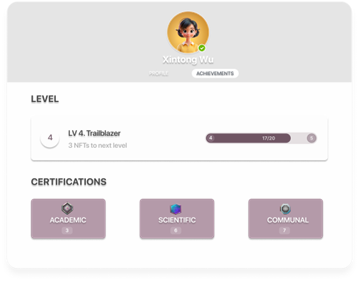 Xintong Wu
PROFILE
ACHIEVEMENTS
LEVEL
4
LV 4. Trailblazer
3 NFTs to next level
4
17/20
5
CERTIFICATIONS
ACADEMIC
SCIENTIFIC
COMMUNAL
6
7